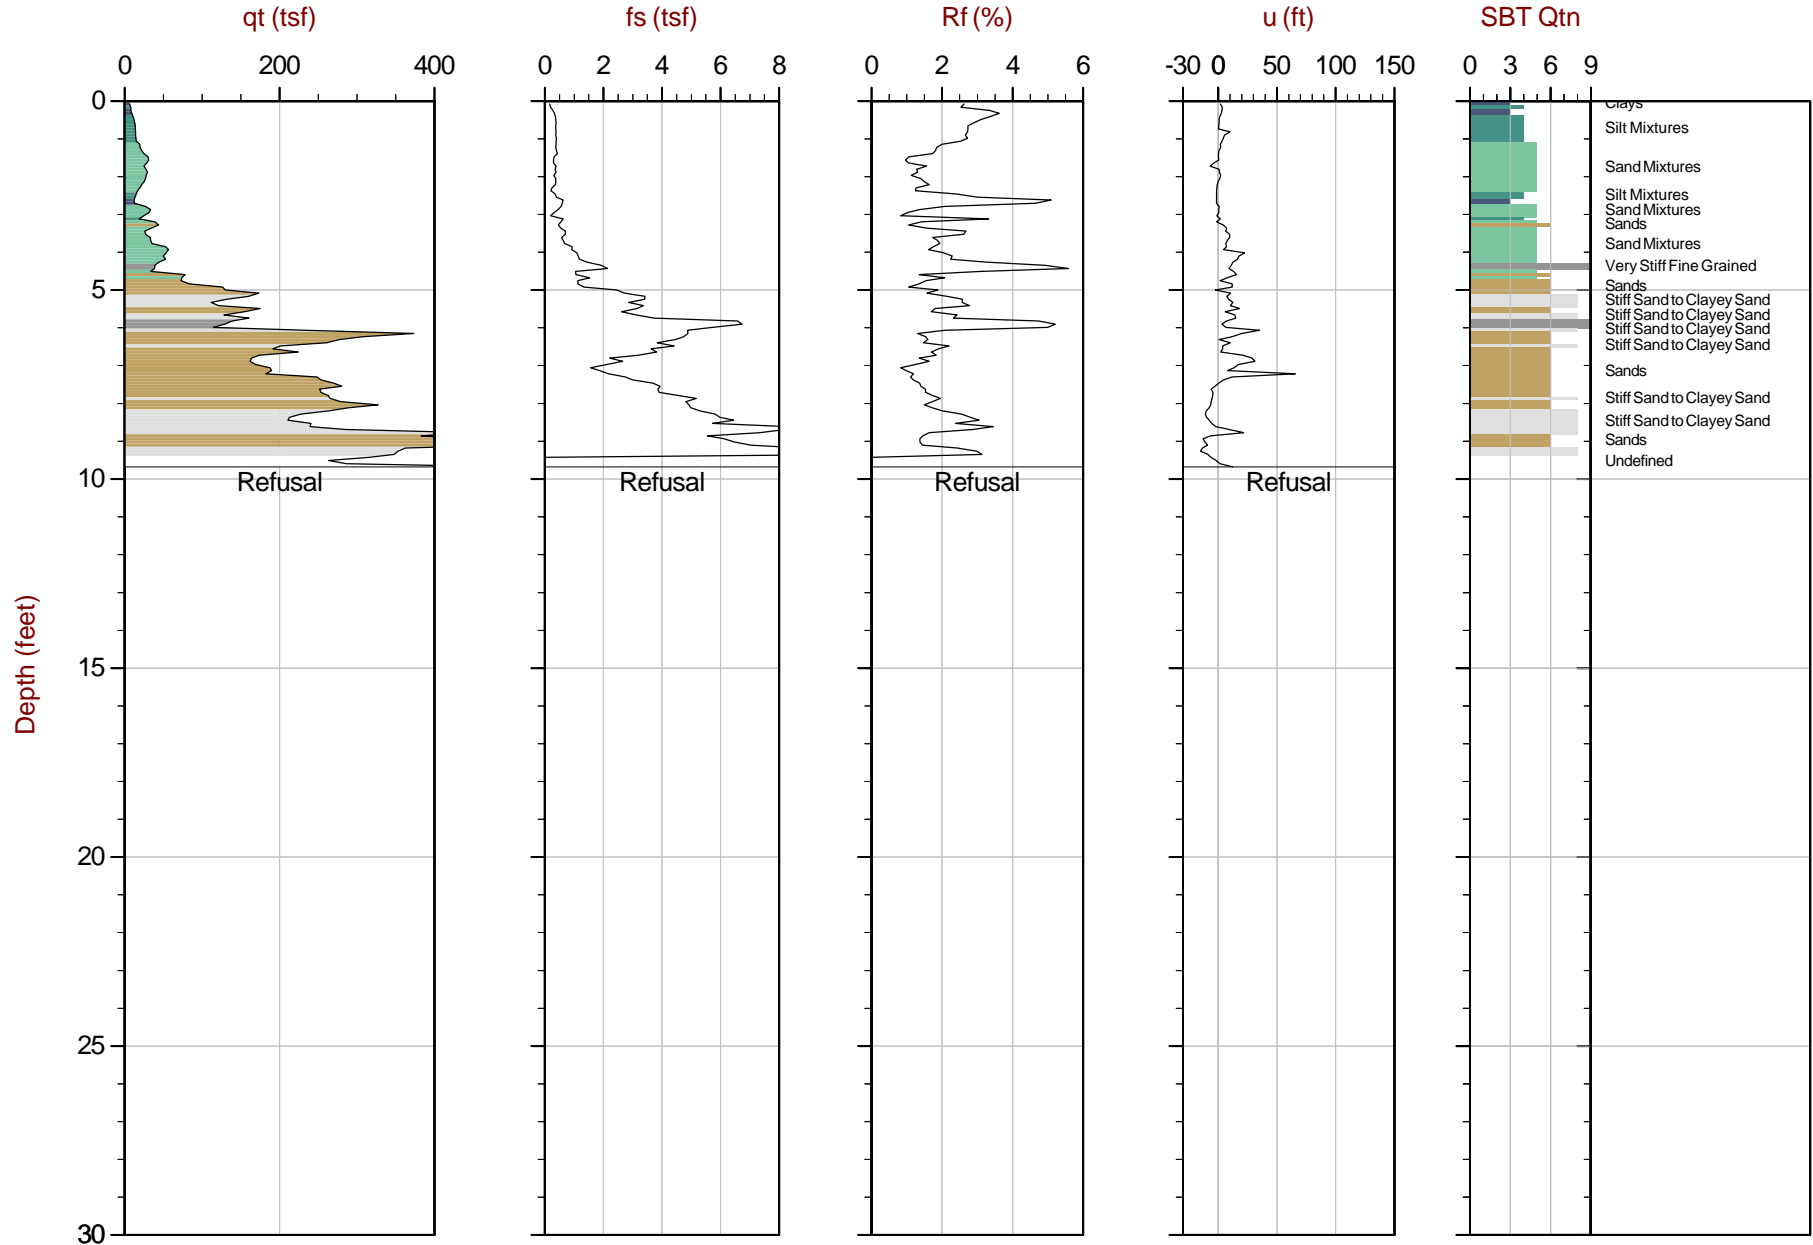 qt (tsf) fs (tsf) Rf (%) u (ft) SBT Qtn
0 200 400 0 2 4 6 8 0 2 4 6 -30 0 50 100 150 0 3 6 9
0
Clays
Silt Mixtures
Sand Mixtures
Silt Mixtures
Sand Mixtures
Sands
Sand Mixtures
Very Stiff Fine Grained
Sands
5
Stiff Sand to Clayey Sand
Stiff Sand to Clayey Sand
Stiff Sand to Clayey Sand
Stiff Sand to Clayey Sand
Sands
Stiff Sand to Clayey Sand
Stiff Sand to Clayey Sand
Sands
Undefined
10 Refusal Refusal Refusal Refusal
15
Depth (feet)
20
25
30